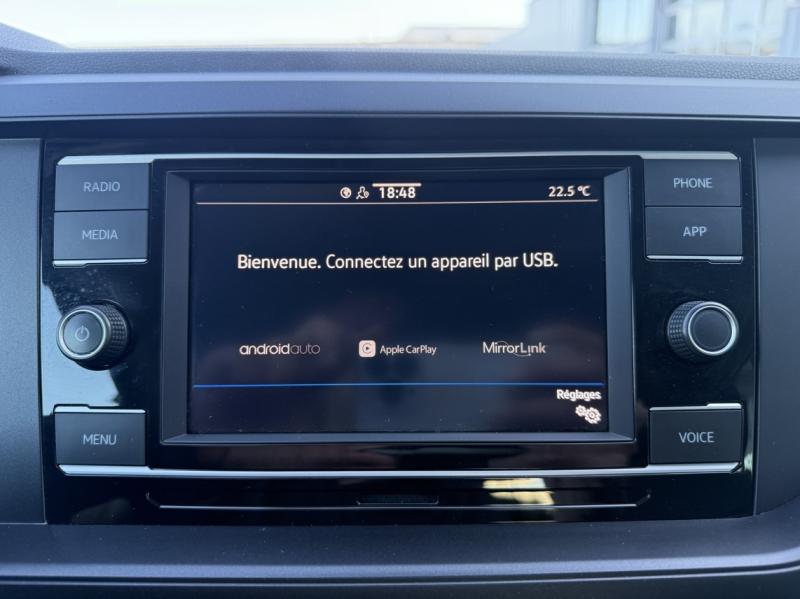 RADIO
MEDIA
MENU
18:48
22.5 °C
Bienvenue. Connectez un appareil par USB.
androidauto
Apple CarPlay
MirrorLink
Réglages
PHONE
APP
VOICE